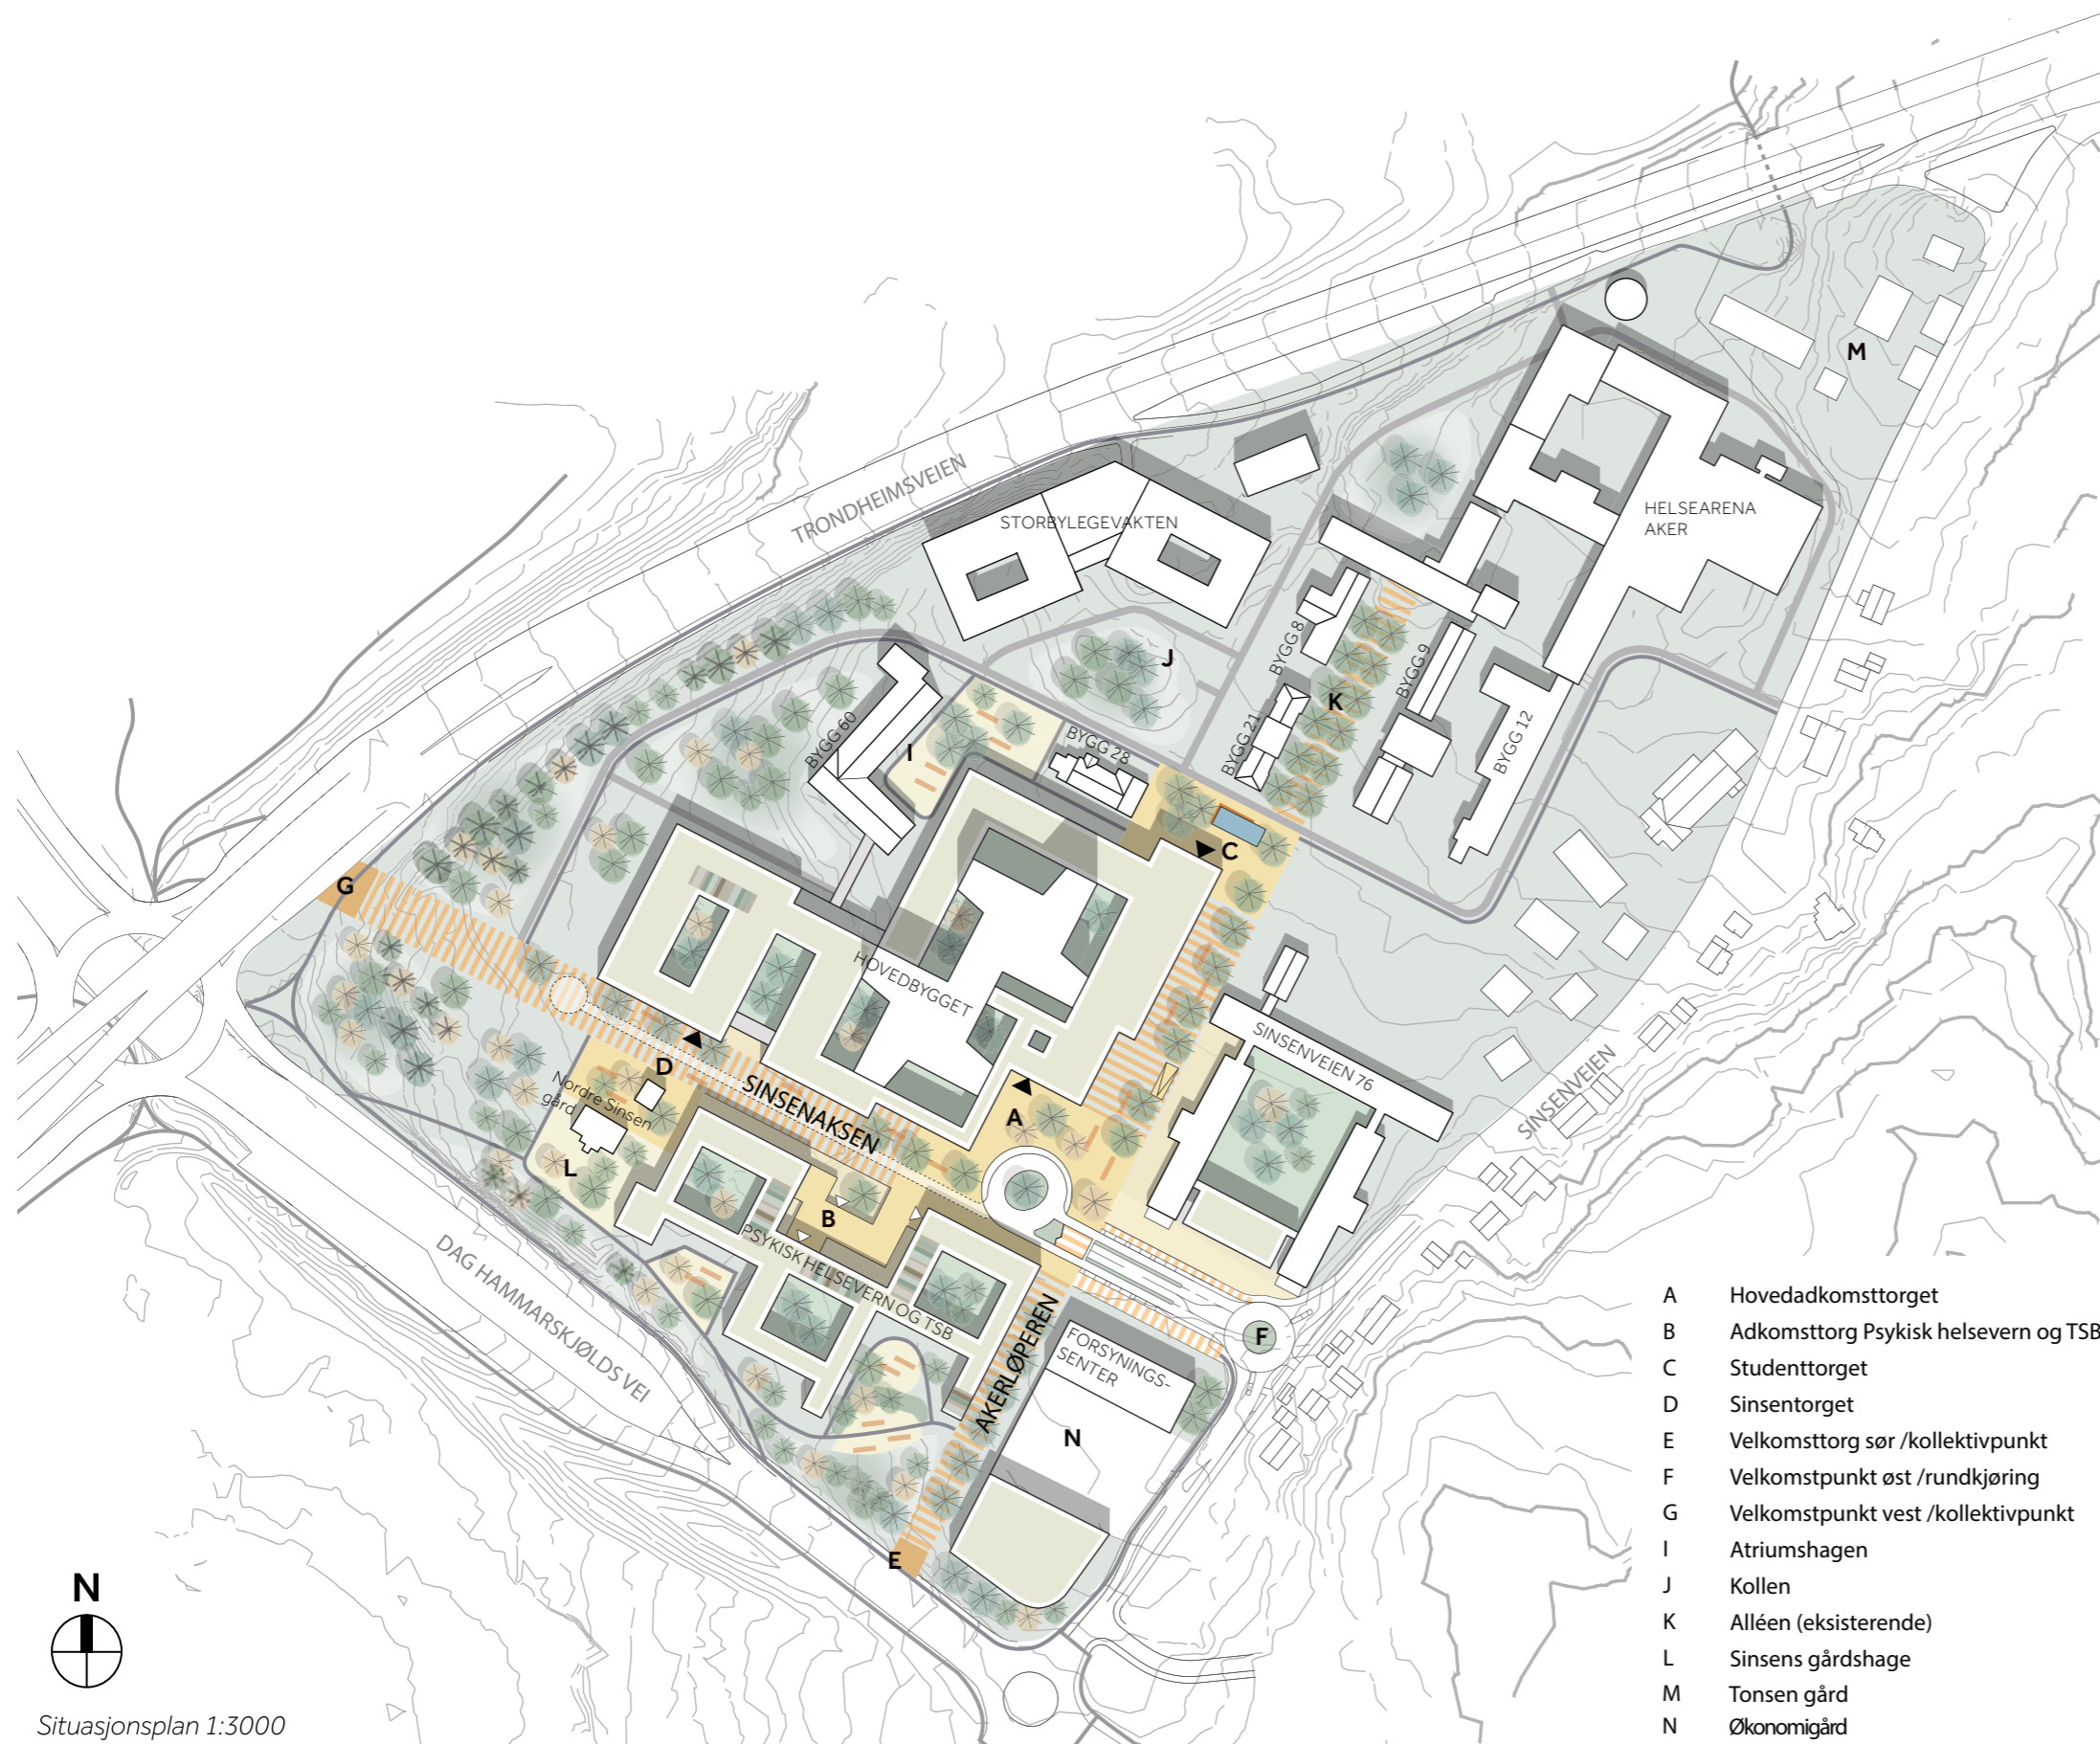 TRONDHEIMSVEIEN
STORBYLEGEVAKTEN
HELSEARENA
AKER
M
J
BYGG 8
BYGG 9
K
BYGG 60
I
BYGG 28
BYGG 21
BYGG 12
G
C
HOVEDBYGGET
SINSENVEIEN 76
SINSENVEIEN
D
SINSENAKSEN
Nordre Sinsen
gård
A
L
B
PSYKISK HELSEVERN OG TSB
DAG HAMMARSKJØLDS VEI
AKERLØPEREN
FORSYNINGS-
SENTER
F
N
E
A Hovedadkomsttorget
B Adkomsttorg Psykisk helsevern og TSB
C Studenttorget
D Sinsentorget
E Velkomsttorg sør /kollektivpunkt
F Velkomstpunkt øst /rundkjøring
G Velkomstpunkt vest /kollektivpunkt
I Atriumshagen
J Kollen
K Alléen (eksisterende)
L Sinsens gårdshage
M Tonsen gård
N Økonomigård
N
Situasjonsplan 1:3000